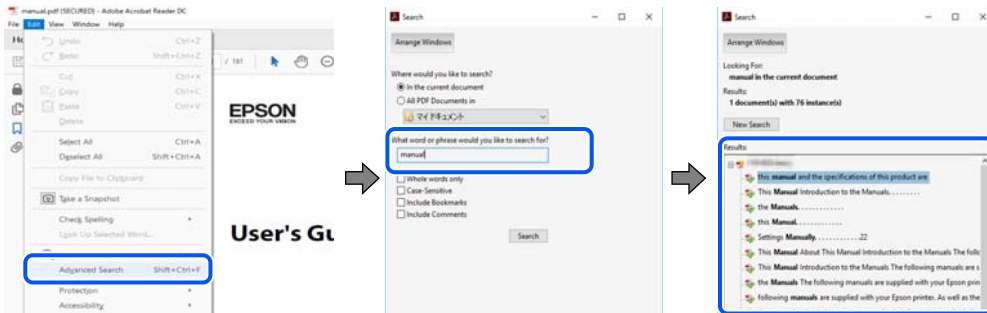 manual.pdf (SECURED) - Adobe Acrobat Reader DC
File Edit View Window Help
Undo Ctrl+Z
Redo Shift+Ctrl+Z
Cut Ctrl+X
Copy Ctrl+C
Paste Ctrl+V
Delete
Select All Ctrl+A
Deselect All Shift+Ctrl+A
Copy File to Clipboard
Take a Snapshot
Check Spelling
Look Up Selected Word...
Advanced Search Shift+Ctrl+F
Protection
Accessibility
/ 181
EPSON
EXCEED YOUR VISION
User's Gu
Search
Arrange Windows
Where would you like to search?
In the current document
All PDF Documents in
マイ ドキュメント
What word or phrase would you like to search for?
manual
Whole words only
Case-Sensitive
Include Bookmarks
Include Comments
Search
Search
Arrange Windows
Looking For:
manual in the current document
Results:
1 document(s) with 76 instance(s)
New Search
Results:
this manual and the specifications of this product are
This Manual Introduction to the Manuals.........
the Manuals.............
this Manual.............
Settings Manually............22
This Manual About This Manual Introduction to the Manuals The follo
This Manual Introduction to the Manuals The following manuals are s
the Manuals The following manuals are supplied with your Epson prin
following manuals are supplied with your Epson printer. As well as the